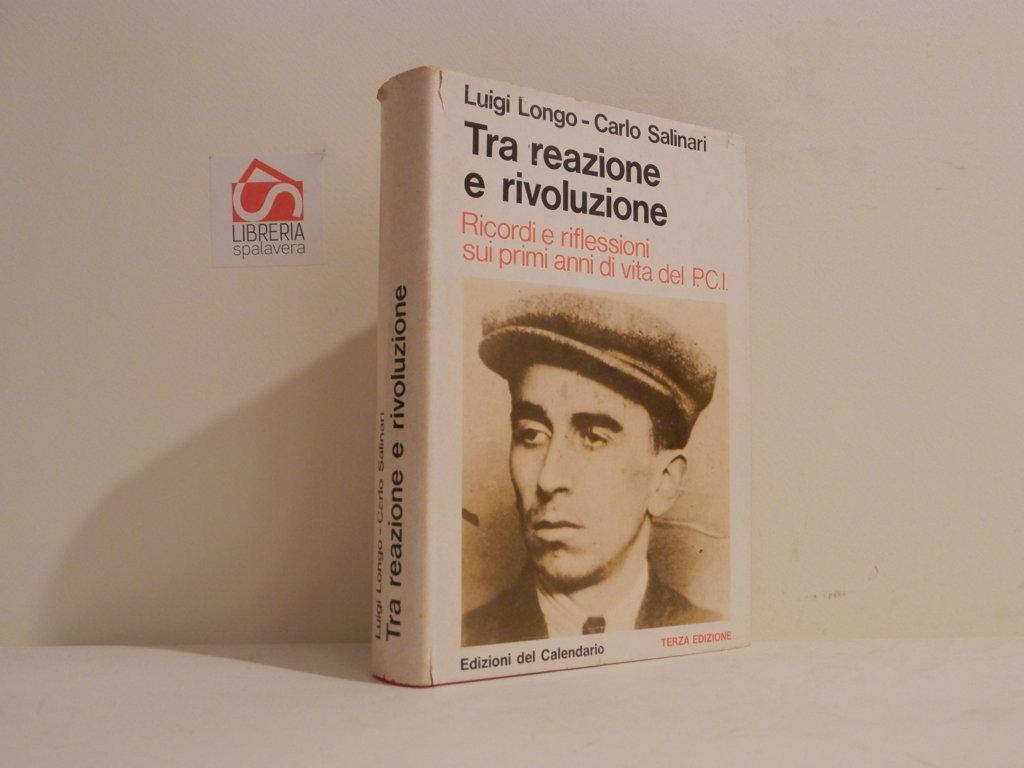 LIBRERIA
spalavera
Luigi Longo - Carlo Salinari
Tra reazione e rivoluzione
Luigi Longo - Carlo Salinari
Tra reazione
e rivoluzione
Ricordi e riflessioni
sui primi anni di vita del P.C.I.
Edizioni del Calendario
TERZA EDIZIONE